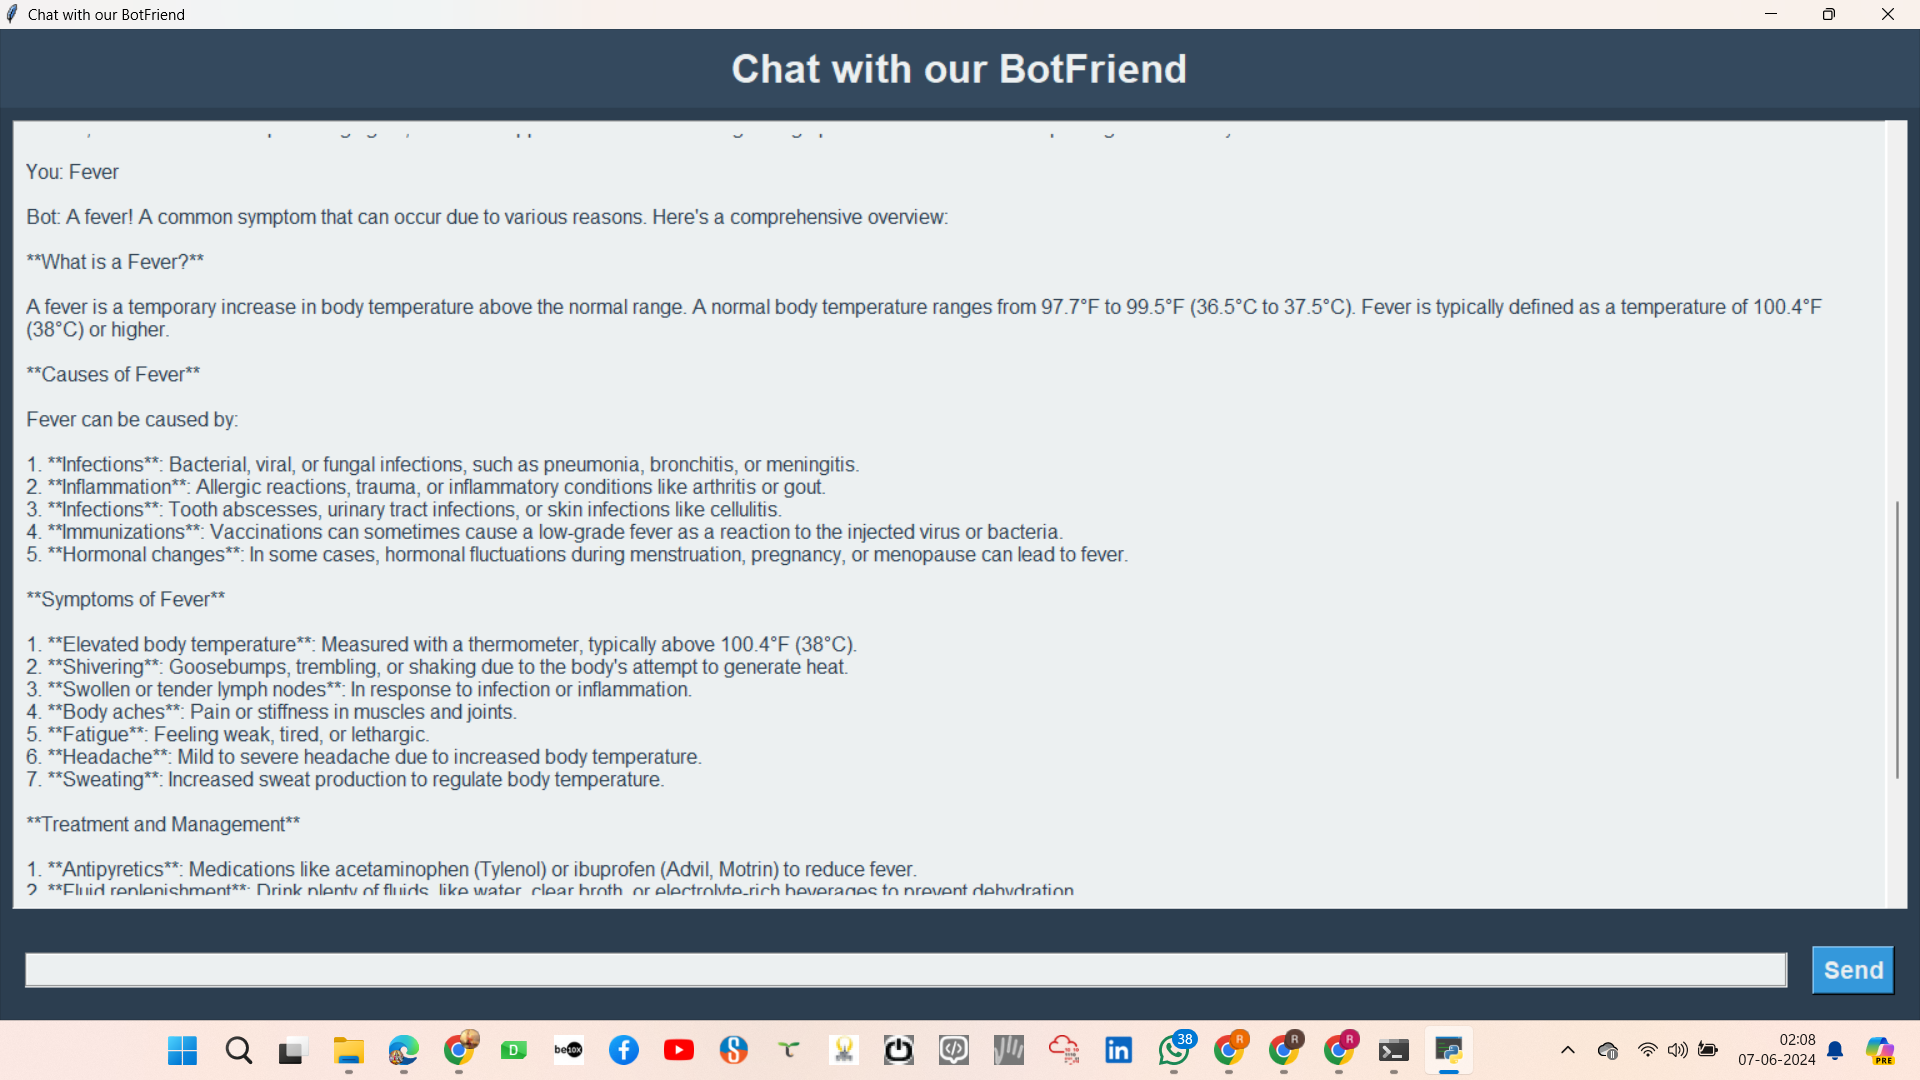 Chat with our BotFriend
Chat with our BotFriend
You: Fever
Bot: A fever! A common symptom that can occur due to various reasons. Here's a comprehensive overview:
**What is a Fever?**
A fever is a temporary increase in body temperature above the normal range. A normal body temperature ranges from 97.7°F to 99.5°F (36.5°C to 37.5°C). Fever is typically defined as a temperature of 100.4°F
(38°C) or higher.
**Causes of Fever**
Fever can be caused by:
1. **Infections**: Bacterial, viral, or fungal infections, such as pneumonia, bronchitis, or meningitis.
2. **Inflammation**: Allergic reactions, trauma, or inflammatory conditions like arthritis or gout.
3. **Infections**: Tooth abscesses, urinary tract infections, or skin infections like cellulitis.
4. **Immunizations**: Vaccinations can sometimes cause a low-grade fever as a reaction to the injected virus or bacteria.
5. **Hormonal changes**: In some cases, hormonal fluctuations during menstruation, pregnancy, or menopause can lead to fever.
**Symptoms of Fever**
1. **Elevated body temperature**: Measured with a thermometer, typically above 100.4°F (38°C).
2. **Shivering**: Goosebumps, trembling, or shaking due to the body's attempt to generate heat.
3. **Swollen or tender lymph nodes**: In response to infection or inflammation.
4. **Body aches**: Pain or stiffness in muscles and joints.
5. **Fatigue**: Feeling weak, tired, or lethargic.
6. **Headache**: Mild to severe headache due to increased body temperature.
7. **Sweating**: Increased sweat production to regulate body temperature.
**Treatment and Management**
1. **Antipyretics**: Medications like acetaminophen (Tylenol) or ibuprofen (Advil, Motrin) to reduce fever.
2. **Fluid replenishment**: Drink plenty of fluids, like water, clear broth, or electrolyte-rich beverages to prevent dehydration.
Send
D
be10x
38
R
R
R
02:08
07-06-2024
PRE